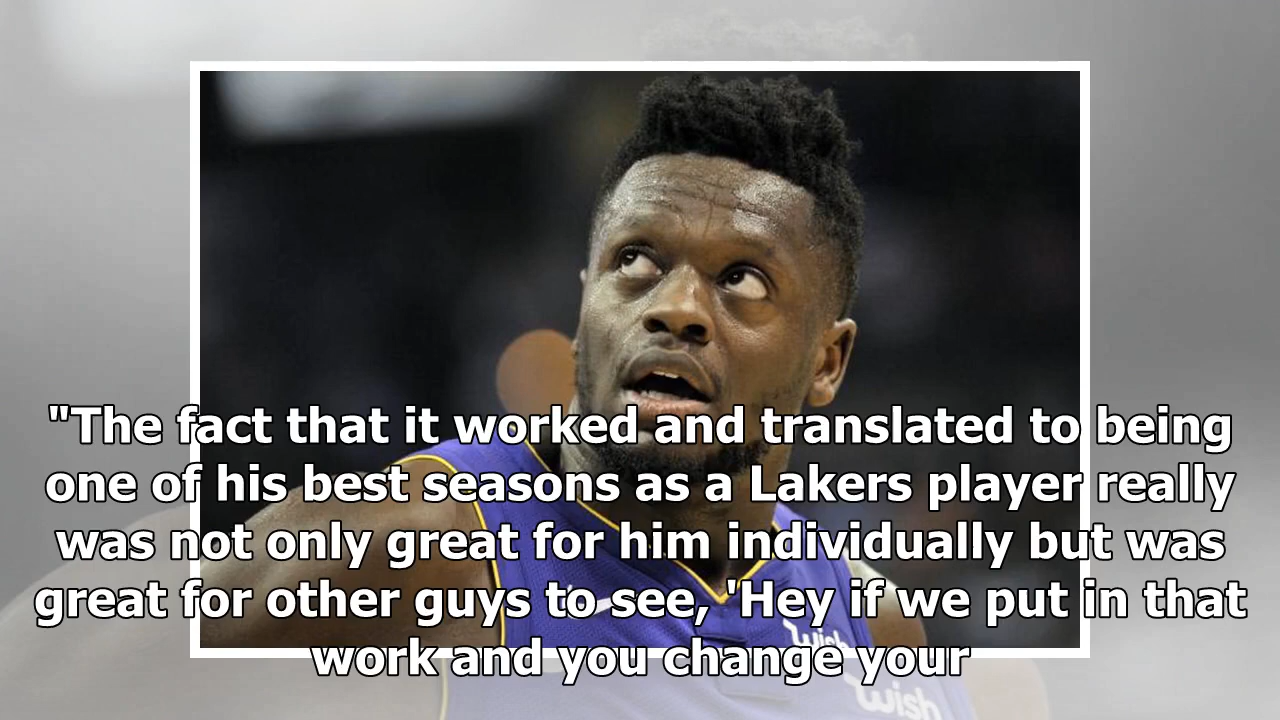 "The fact that it worked and translated to being
one of his best seasons as a Lakers player really
was not only great for him individually but was
great for other guys to see, 'Hey if we put in that
work and you change your
wish
wish